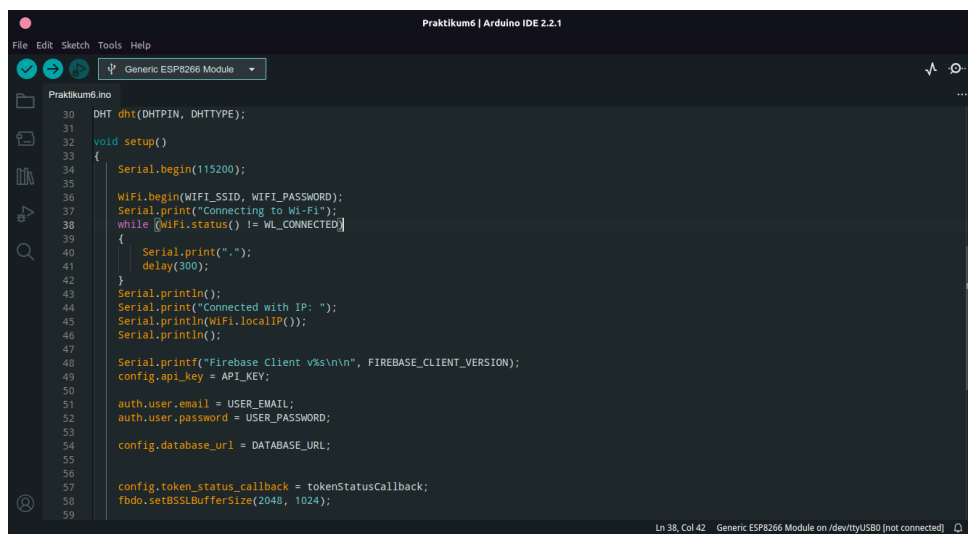 Praktikum6 | Arduino IDE 2.2.1
File Edit Sketch Tools Help
Generic ESP8266 Module
Praktikum6.ino
30 DHT dht(DHTPIN, DHTTYPE);
31
32 void setup()
33 {
34 Serial.begin(115200);
35
36 WiFi.begin(WIFI_SSID, WIFI_PASSWORD);
37 Serial.print("Connecting to Wi-Fi");
38 while (WiFi.status() != WL_CONNECTED)
39 {
40 Serial.print(".");
41 delay(300);
42 }
43 Serial.println();
44 Serial.print("Connected with IP: ");
45 Serial.println(WiFi.localIP());
46 Serial.println();
47
48 Serial.printf("Firebase Client v%s\n\n", FIREBASE_CLIENT_VERSION);
49 config.api_key = API_KEY;
50
51 auth.user.email = USER_EMAIL;
52 auth.user.password = USER_PASSWORD;
53
54 config.database_url = DATABASE_URL;
55
56
57 config.token_status_callback = tokenStatusCallback;
58 fbdo.setBSSLBufferSize(2048, 1024);
59
Ln 38, Col 42 Generic ESP8266 Module on /dev/ttyUSB0 [not connected]